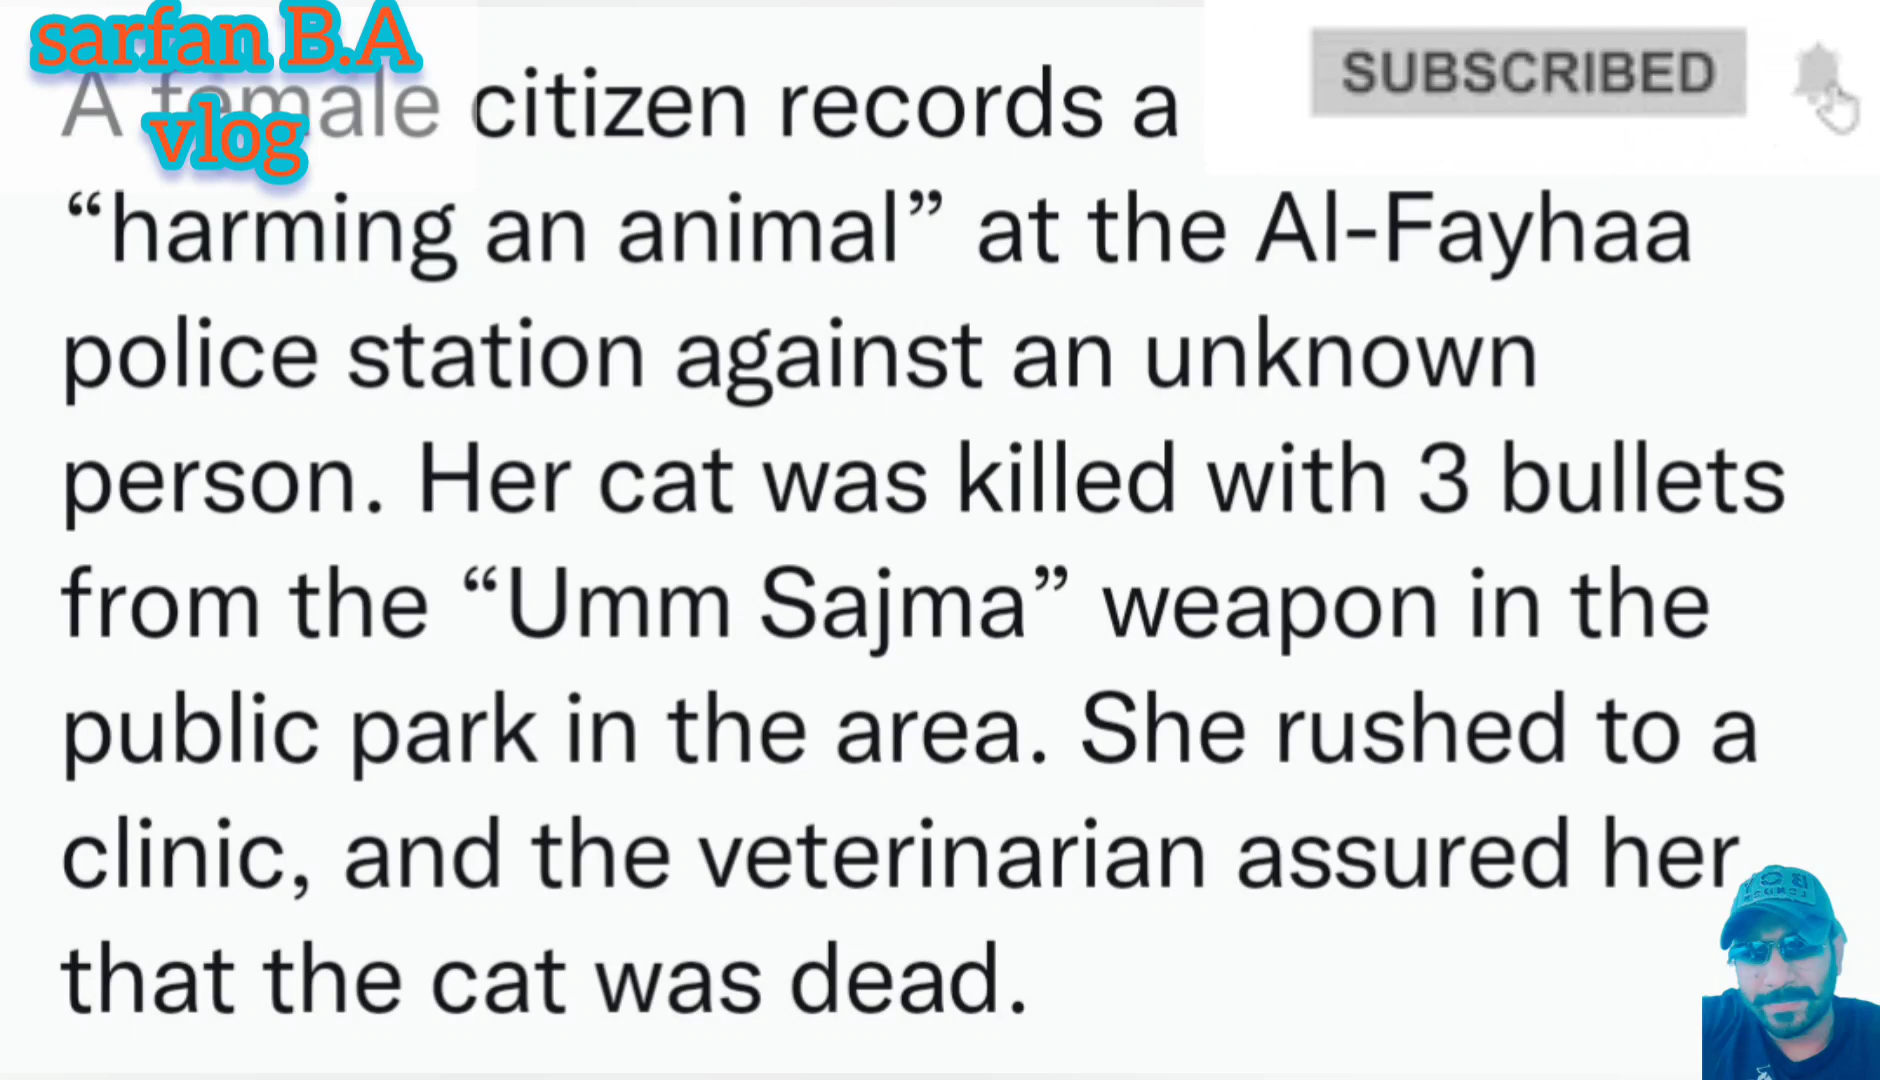 sarfan B.A
vlog
SUBSCRIBED
A female citizen records a
“harming an animal” at the Al-Fayhaa
police station against an unknown
person. Her cat was killed with 3 bullets
from the “Umm Sajma” weapon in the
public park in the area. She rushed to a
clinic, and the veterinarian assured her
that the cat was dead.
BOY